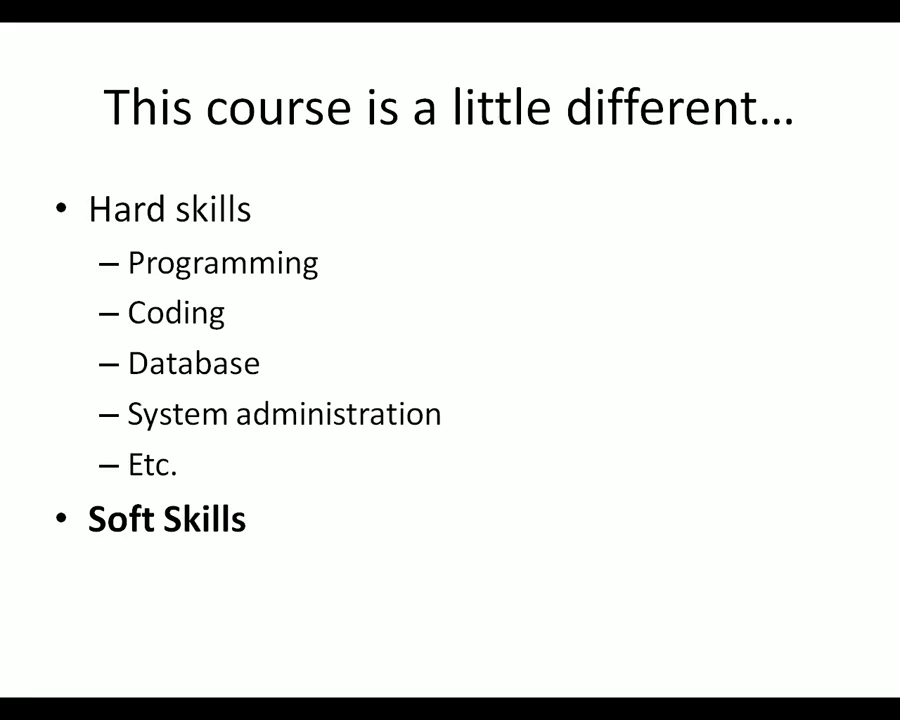 This course is a little different...
• Hard skills
– Programming
– Coding
– Database
– System administration
– Etc.
• Soft Skills